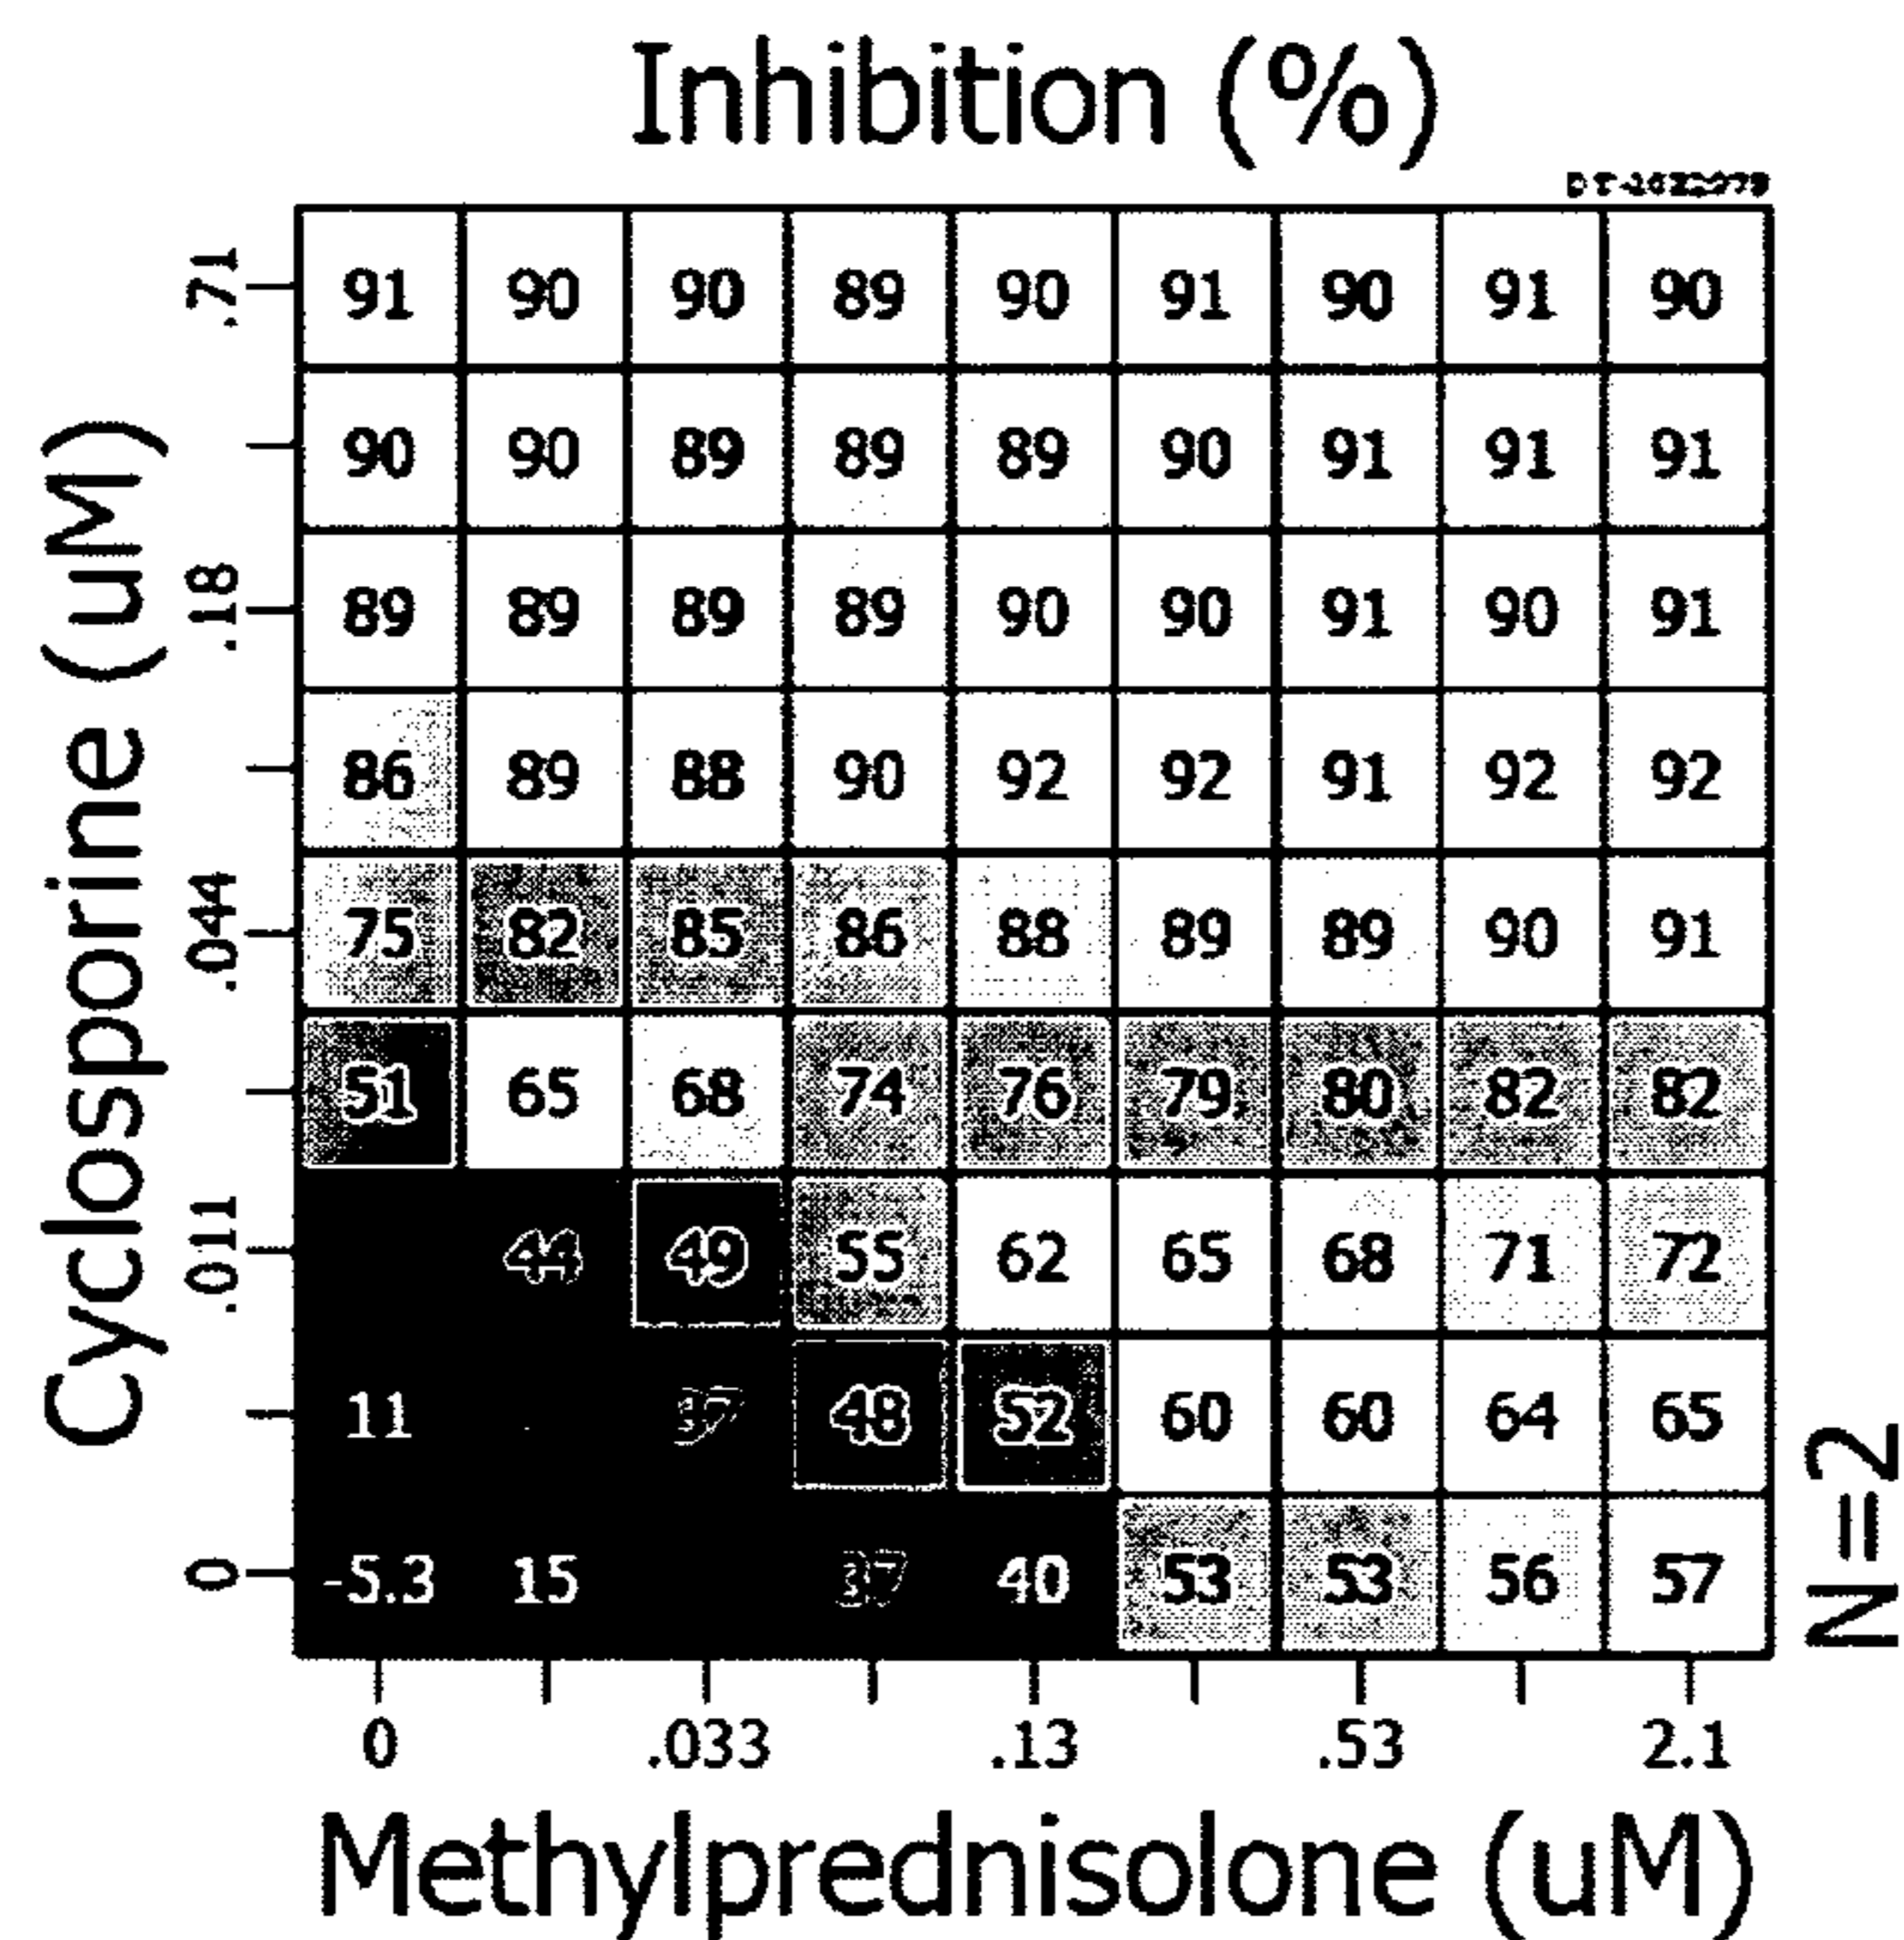 Inhibition (%)
.71 91 90 90 89 90 91 90 91 90
90 90 89 89 89 90 91 91 91
.18 89 89 89 89 90 90 91 90 91
86 89 88 90 92 92 91 92 92
.044 75 82 85 86 88 89 89 90 91
51 65 68 74 76 79 80 82 82
.011 44 49 55 62 65 68 71 72
11 37 48 52 60 60 64 65
0 -5.3 15 37 40 53 53 56 57
0 .033 .13 .53 2.1
Methylprednisolone (uM)
Cyclosporine (uM)
N=2